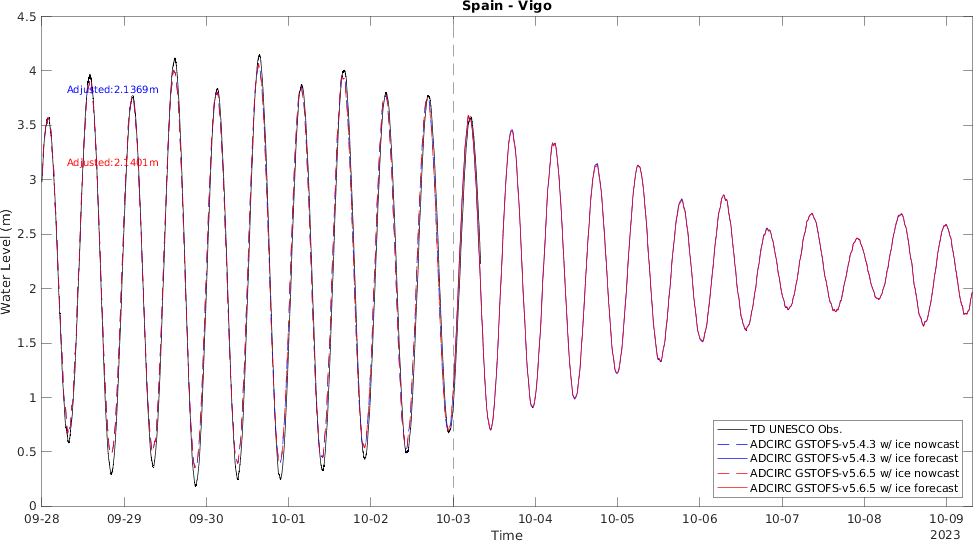 Spain - Vigo
4.5
4
3.5
3
2.5
2
1.5
1
0.5
0
Water Level (m)
Adjusted:2.1369m
Adjusted:2.1401m
TD UNESCO Obs.
ADCIRC GSTOFS-v5.4.3 w/ ice nowcast
ADCIRC GSTOFS-v5.4.3 w/ ice forecast
ADCIRC GSTOFS-v5.6.5 w/ ice nowcast
ADCIRC GSTOFS-v5.6.5 w/ ice forecast
09-28 09-29 09-30 10-01 10-02 10-03 10-04 10-05 10-06 10-07 10-08 10-09
Time
2023